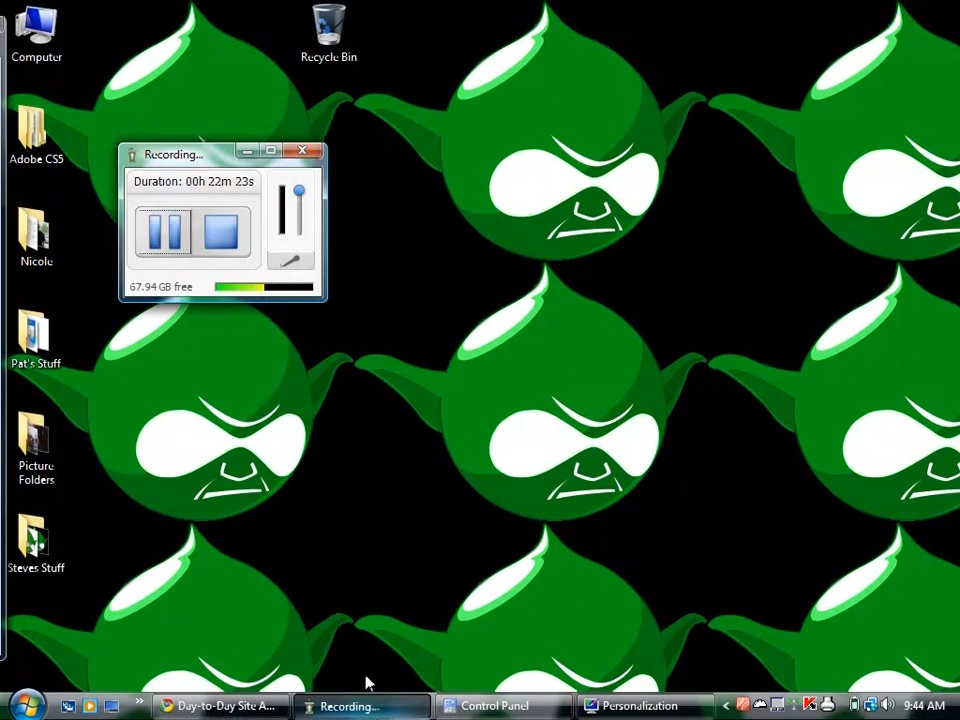 Computer
Recycle Bin
Adobe CS5
Recording...
Duration: 00h 22m 23s
Nicole
67.94 GB free
Pat's Stuff
Picture
Folders
Steves Stuff
Day-to-Day Site A...
Recording...
Control Panel
Personalization
9:44 AM